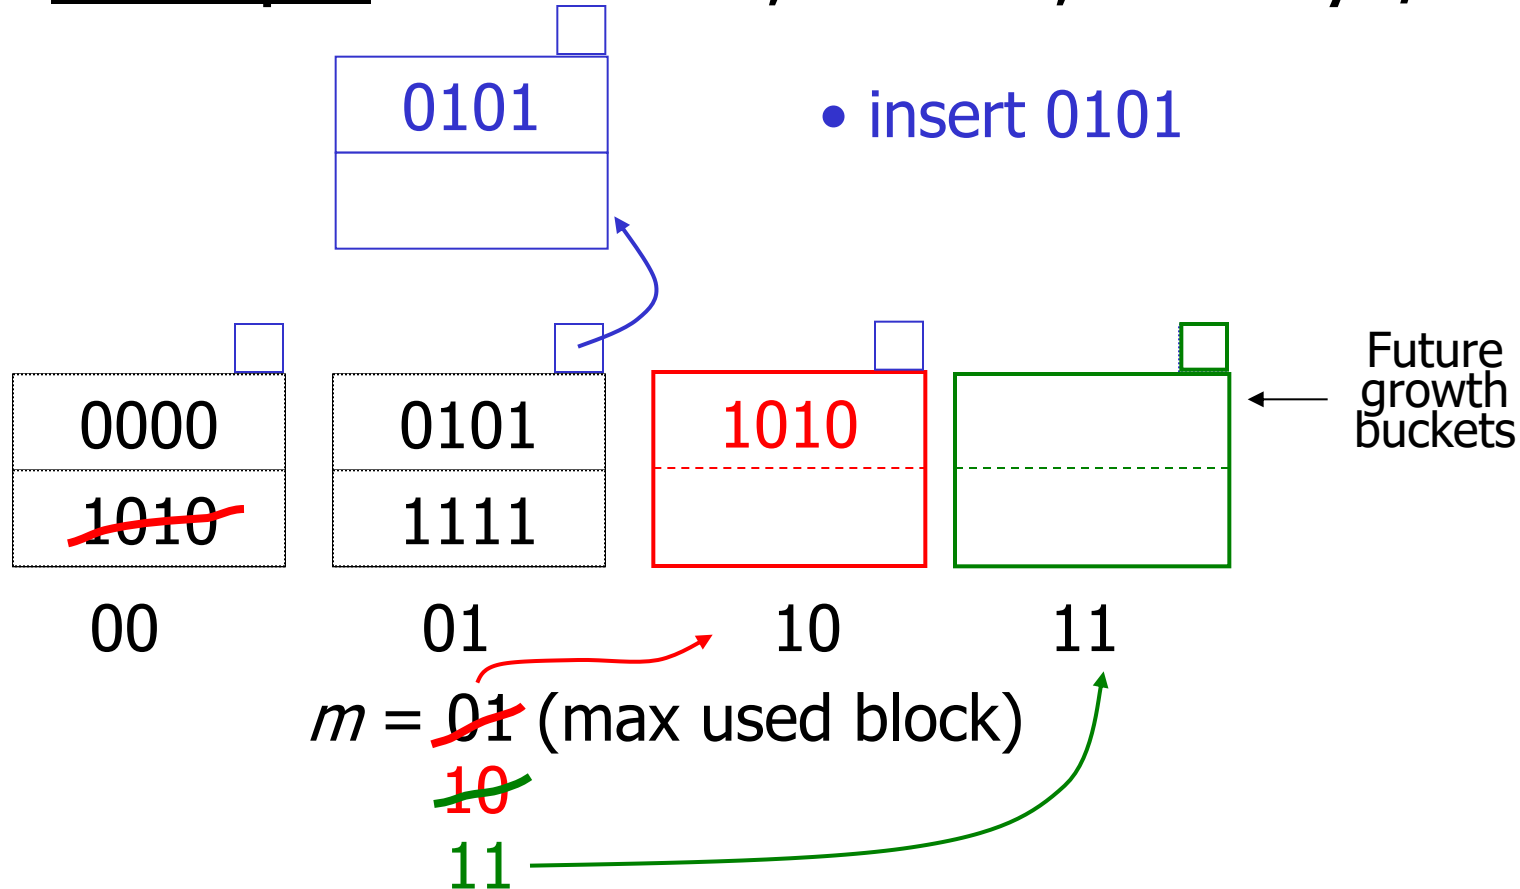 0101
• insert 0101
Future
growth
buckets
0000 0101 1010
1010 1111
00 01 10 11
m = 01 (max used block)
10
11